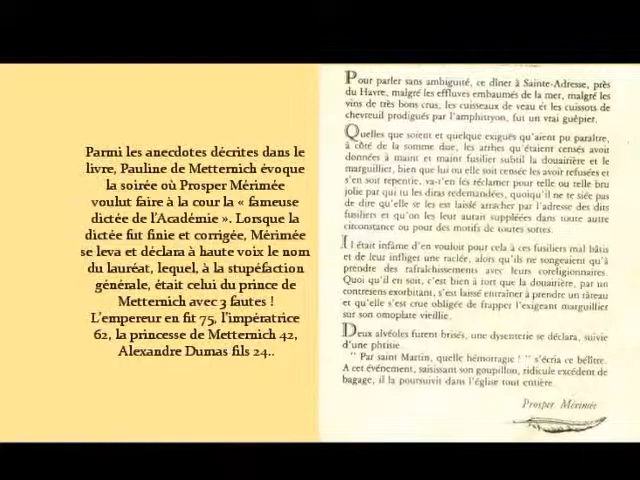 Parmi les anecdotes décrites dans le
livre, Pauline de Metternich évoque
la soirée où Prosper Mérimée
voulut faire à la cour la « fameuse
dictée de l'Académie ». Lorsque la
dictée fut finie et corrigée, Mérimée
se leva et déclara à haute voix le nom
du lauréat, lequel, à la stupéfaction
générale, était celui du prince de
Metternich avec 3 fautes !
L'empereur en fit 75, l'impératrice
62, la princesse de Metternich 42,
Alexandre Dumas fils 24..
Pour parler sans ambiguïté, ce dîner à Sainte-Adresse, près
du Havre, malgré les effluves embaumés de la mer, malgré les
vins de très bons crus, les cuisseaux de veau et les cuissots de
chevreuil prodigués par l'amphitryon, fut un vrai guêpier.
Quelles que soient et quelque exiguës qu'aient pu paraître,
à côté de la somme due, les arrhes qu'étaient censés avoir
données à maint et maint fusilier subtil la douairière et le
marguillier, bien que lui ou elle soit censée les avoir refusées et
s'en soit repentie, va-t'en les réclamer pour telle ou telle bru
jolie par qui tu les diras redemandées, quoiqu'il ne te siée pas
de dire qu'elle se les est laissé arracher par l'adresse des dits
fusiliers et qu'on les leur aurait suppléées dans toute autre
circonstance ou pour des motifs de toutes sortes.
Il était infâme d'en vouloir pour cela à ces fusiliers mal bâtis
et de leur infliger une raclée, alors qu'ils ne songeaient qu'à
prendre des rafraîchissements avec leurs coreligionnaires.
Quoi qu'il en soit, c'est bien à tort que la douairière, par un
contresens exorbitant, s'est laissé entraîner à prendre un râteau
et qu'elle s'est crue obligée de frapper l'exigeant marguillier
sur son omoplate vieillie.
Deux alvéoles furent brisés, une dysenterie se déclara, suivie
d'une phtisie.
" Par saint Martin, quelle hémorragie ! " s'écria ce bélître.
A cet événement, saisissant son goupillon, ridicule excédent de
bagage, il la poursuivit dans l'église tout entière.
Prosper Mérimée